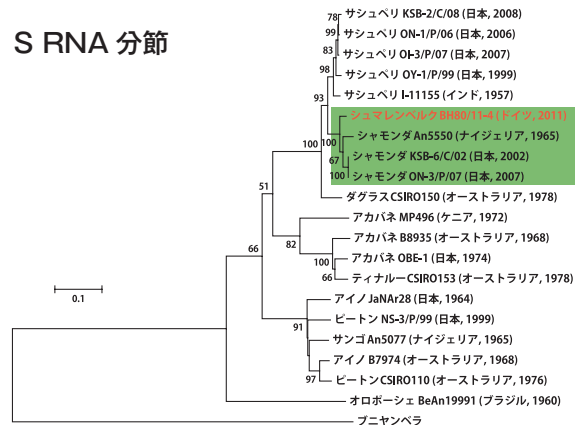 S RNA 分節
サシュペリ KSB-2/C/08 (日本, 2008)
サシュペリ ON-1/P/06 (日本, 2006)
サシュペリ OI-3/P/07 (日本, 2007)
サシュペリ OY-1/P/99 (日本, 1999)
サシュペリ I-11155 (インド, 1957)
シュマレンベルク BH80/11-4 (ドイツ, 2011)
シャモンダ An5550 (ナイジェリア, 1965)
シャモンダ KSB-6/C/02 (日本, 2002)
シャモンダ ON-3/P/07 (日本, 2007)
ダグラス CSIRO150 (オーストラリア, 1978)
アカバネ MP496 (ケニア, 1972)
アカバネ B8935 (オーストラリア, 1968)
アカバネ OBE-1 (日本, 1974)
ティナルー CSIRO153 (オーストラリア, 1978)
アイノ JaNAr28 (日本, 1964)
ピートン NS-3/P/99 (日本, 1999)
サンゴ An5077 (ナイジェリア, 1965)
アイノ B7974 (オーストラリア, 1968)
ピートン CSIRO110 (オーストラリア, 1976)
オロポーシェ BeAn19991 (ブラジル, 1960)
ブニヤンベラ
78
99
83
98
93
100
100
67
100
51
82
100
66
66
91
97
0.1